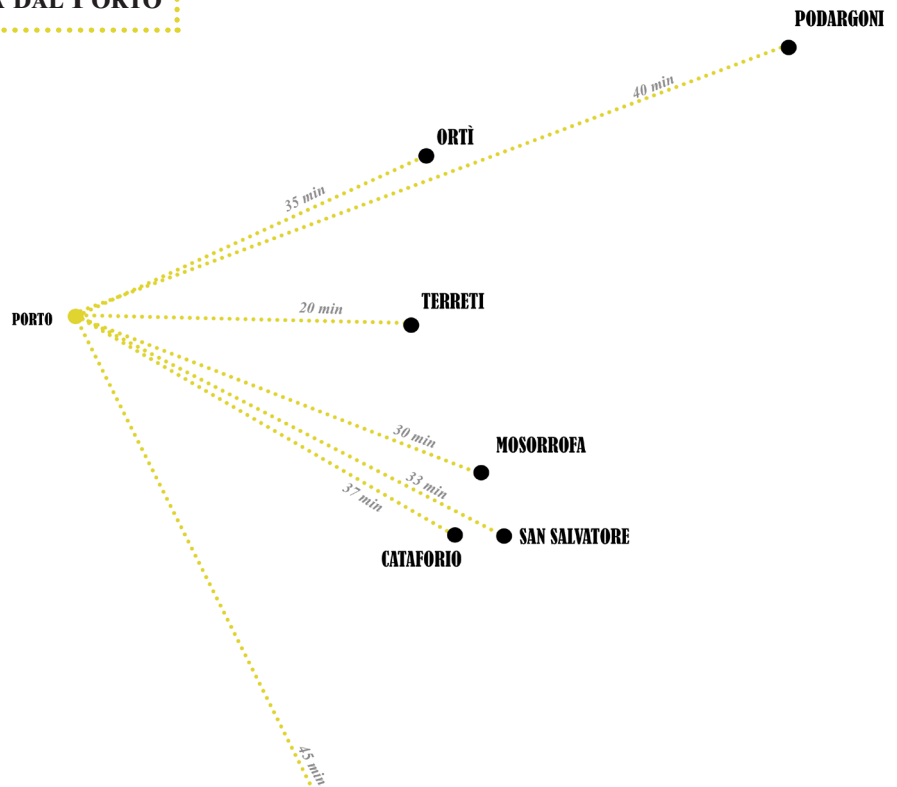 DAL PORTO
PODARGONI
40 min
ORTÌ
35 min
TERRETI
20 min
PORTO
30 min
MOSORROFA
33 min
37 min
SAN SALVATORE
CATAFORIO
45 min